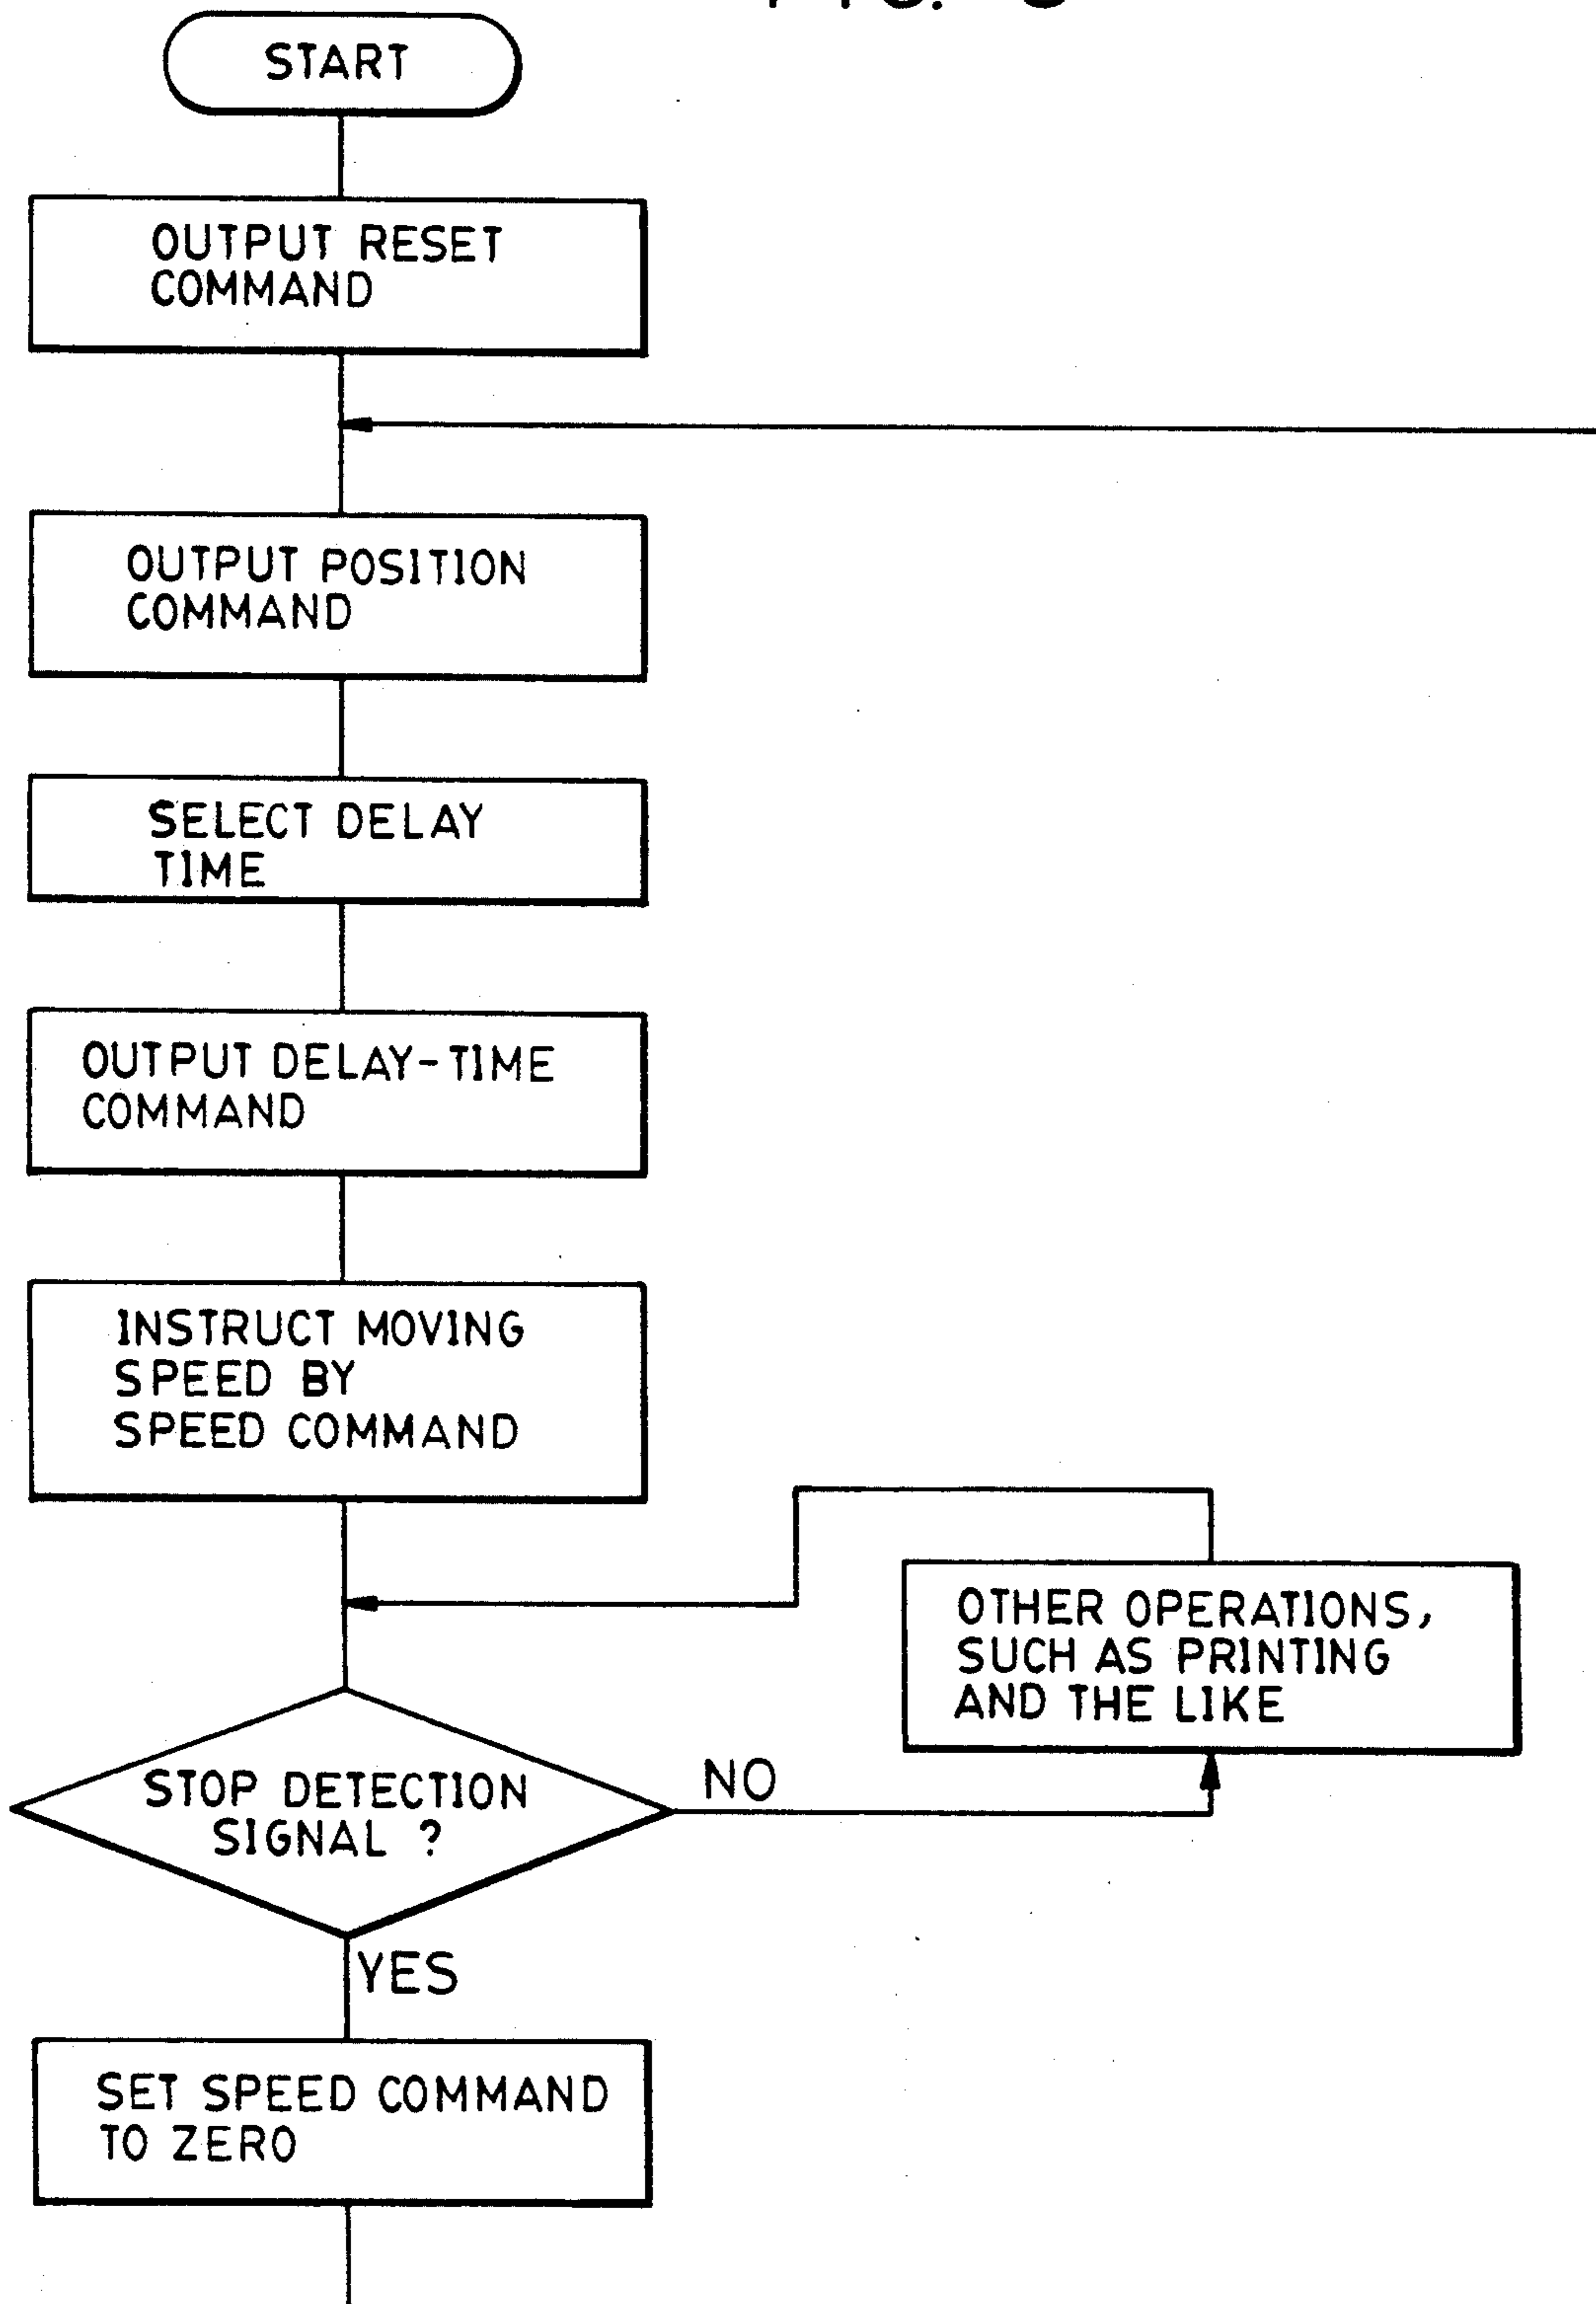 START
OUTPUT RESET
COMMAND
OUTPUT POSITION
COMMAND
SELECT DELAY
TIME
OUTPUT DELAY-TIME
COMMAND
INSTRUCT MOVING
SPEED BY
SPEED COMMAND
OTHER OPERATIONS,
SUCH AS PRINTING
AND THE LIKE
STOP DETECTION
SIGNAL ?
NO
YES
SET SPEED COMMAND
TO ZERO